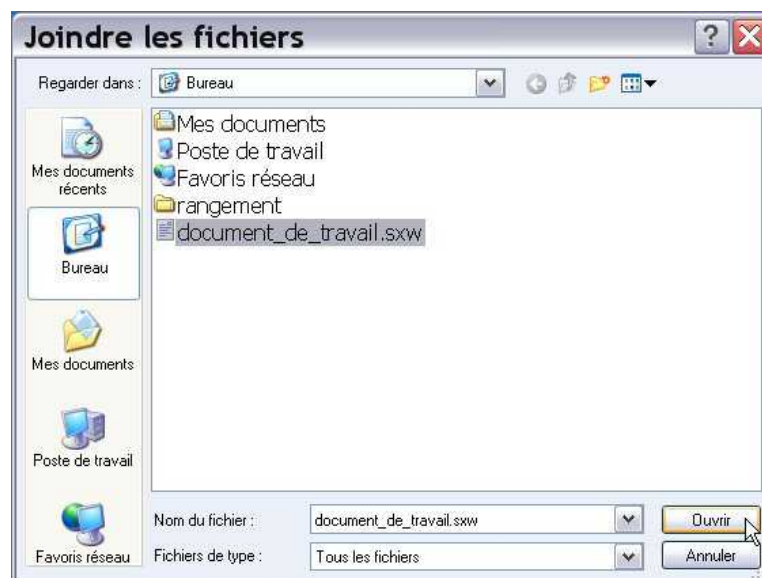 Joindre les fichiers
Regarder dans :
Bureau
Mes documents
récents
Bureau
Mes documents
Poste de travail
Favoris réseau
Mes documents
Poste de travail
Favoris réseau
rangement
document_de_travail.sxw
Nom du fichier :
document_de_travail.sxw
Ouvrir
Fichiers de type :
Tous les fichiers
Annuler